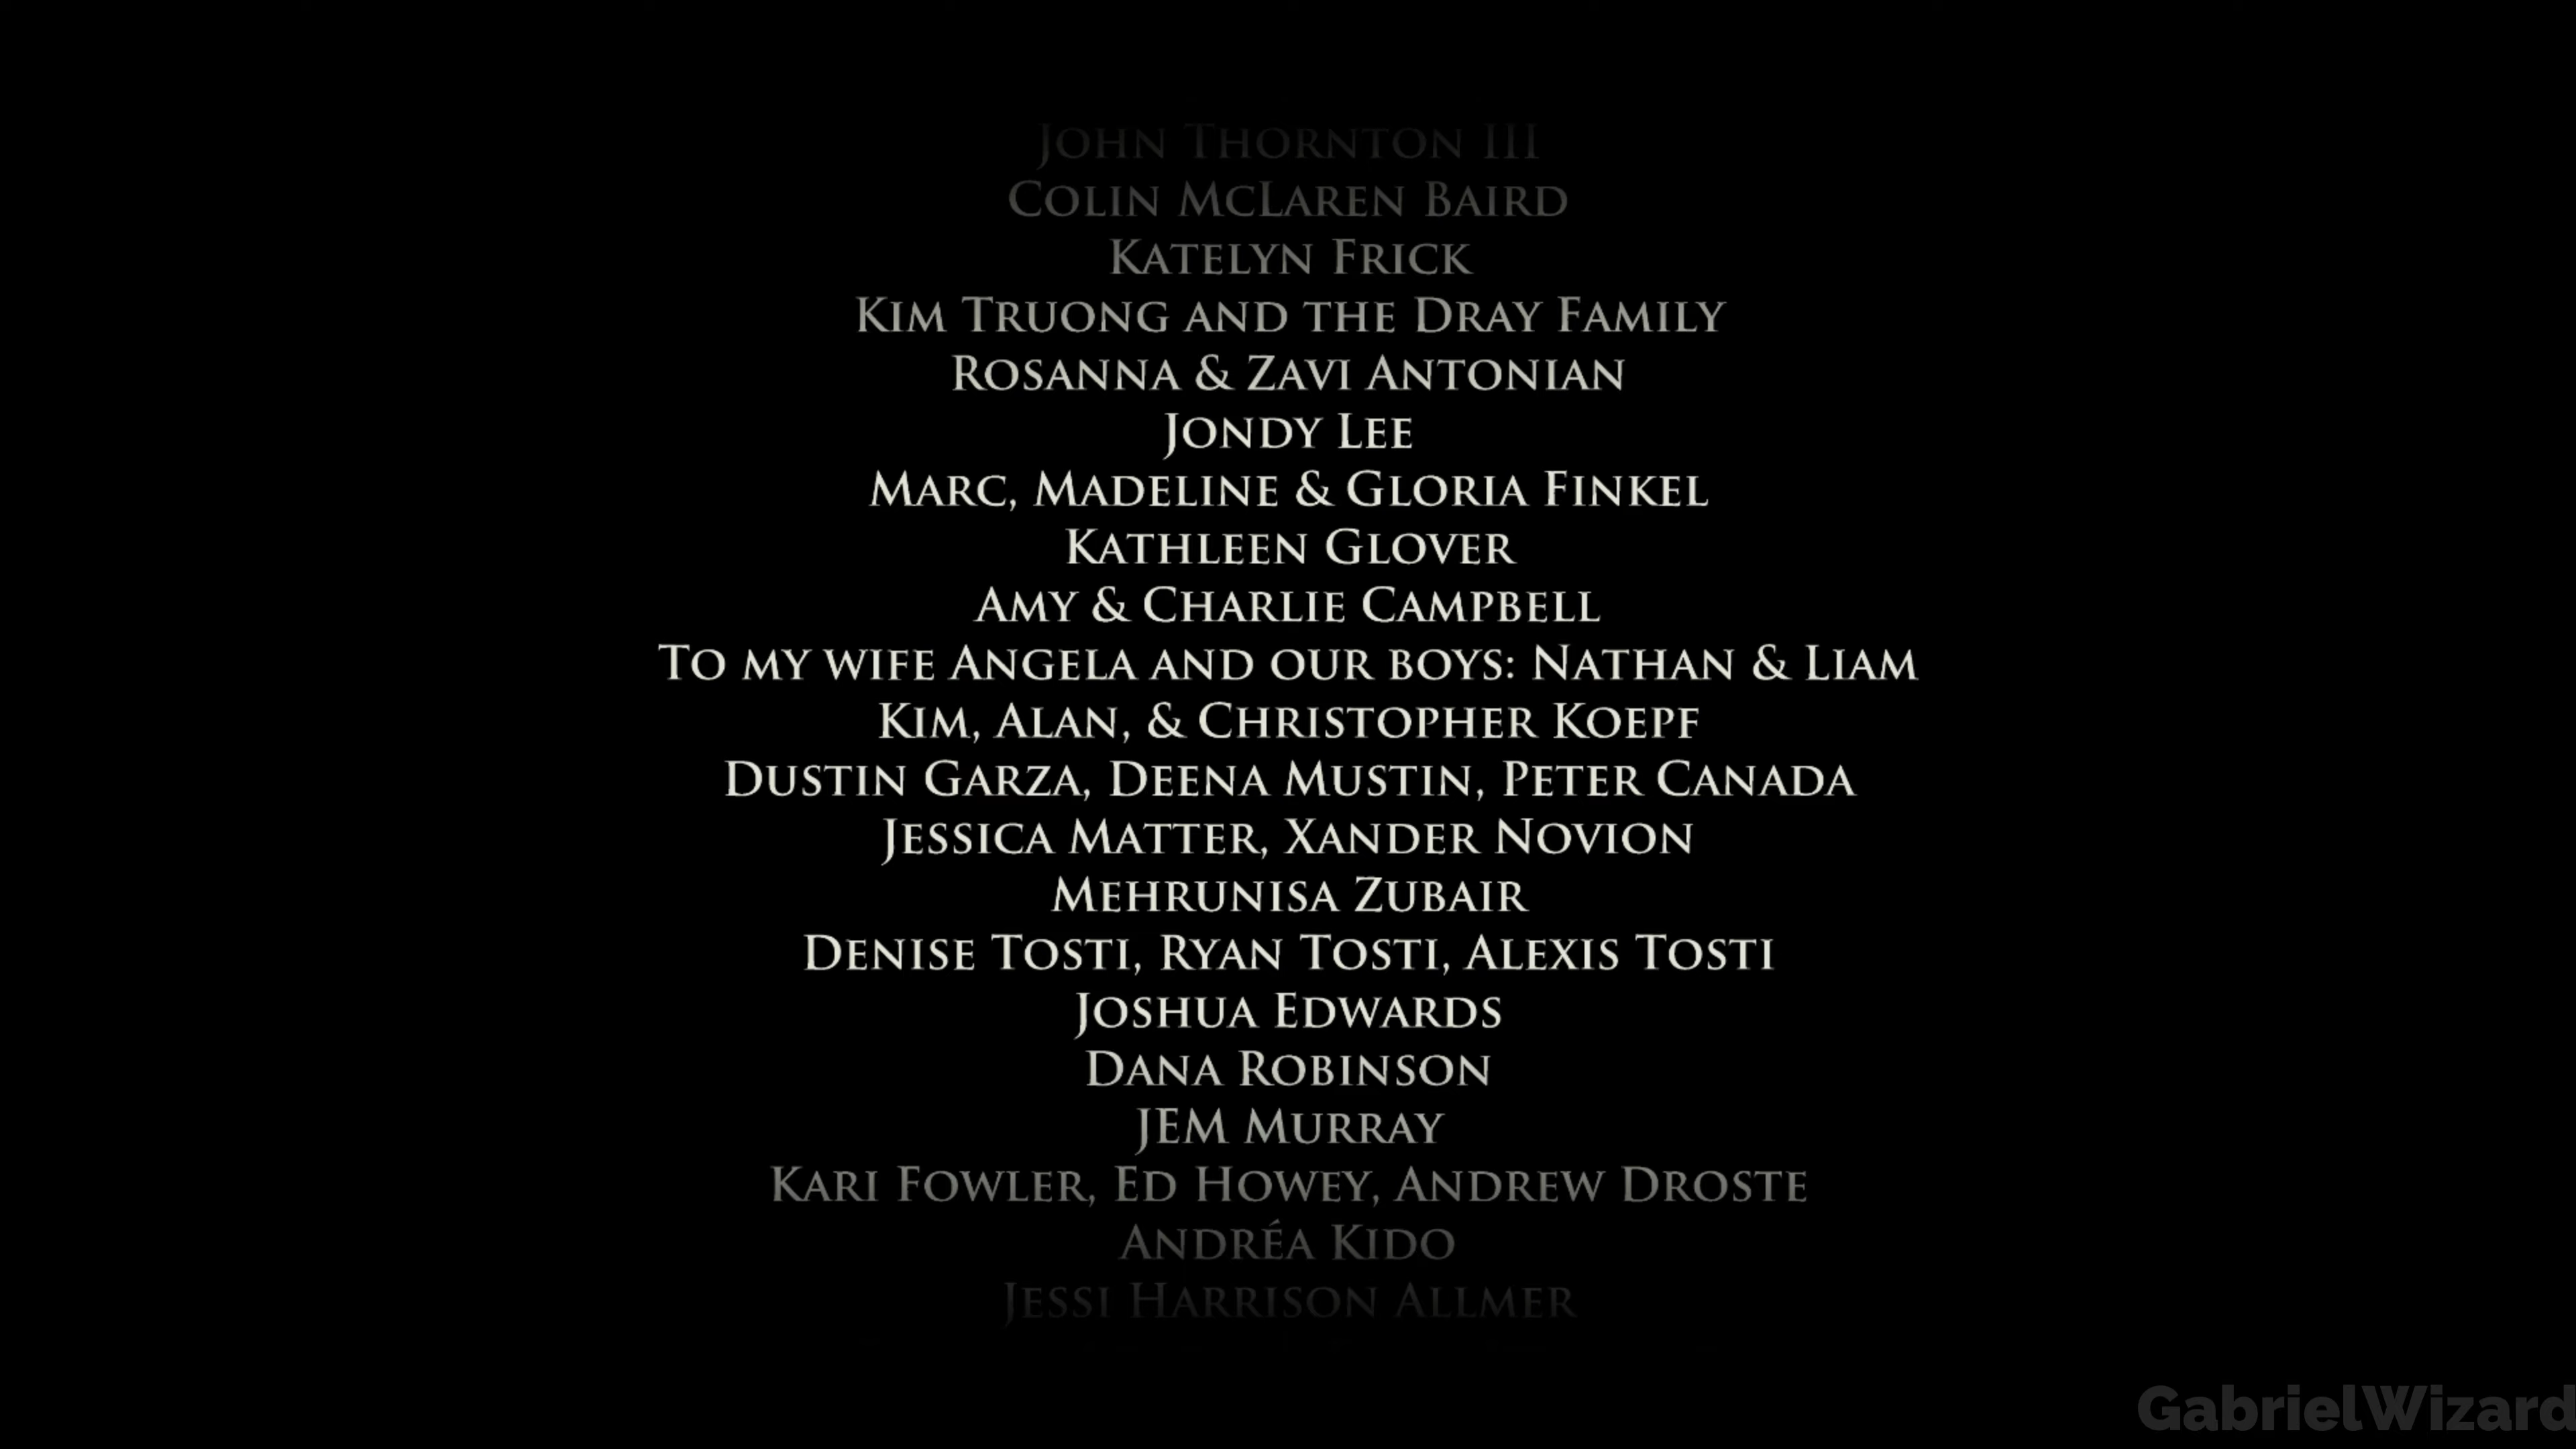 John Thornton III
Colin McLaren Baird
Katelyn Frick
Kim Truong and the Dray Family
Rosanna & Zavi Antonian
Jondy Lee
Marc, Madeline & Gloria Finkel
Kathleen Glover
Amy & Charlie Campbell
To my wife Angela and our boys: Nathan & Liam
Kim, Alan, & Christopher Koepf
Dustin Garza, Deena Mustin, Peter Canada
Jessica Matter, Xander Novion
Mehrunisa Zubair
Denise Tosti, Ryan Tosti, Alexis Tosti
Joshua Edwards
Dana Robinson
JEM Murray
Kari Fowler, Ed Howey, Andrew Droste
Andréa Kido
Jessi Harrison Allmer
GabrielWizard